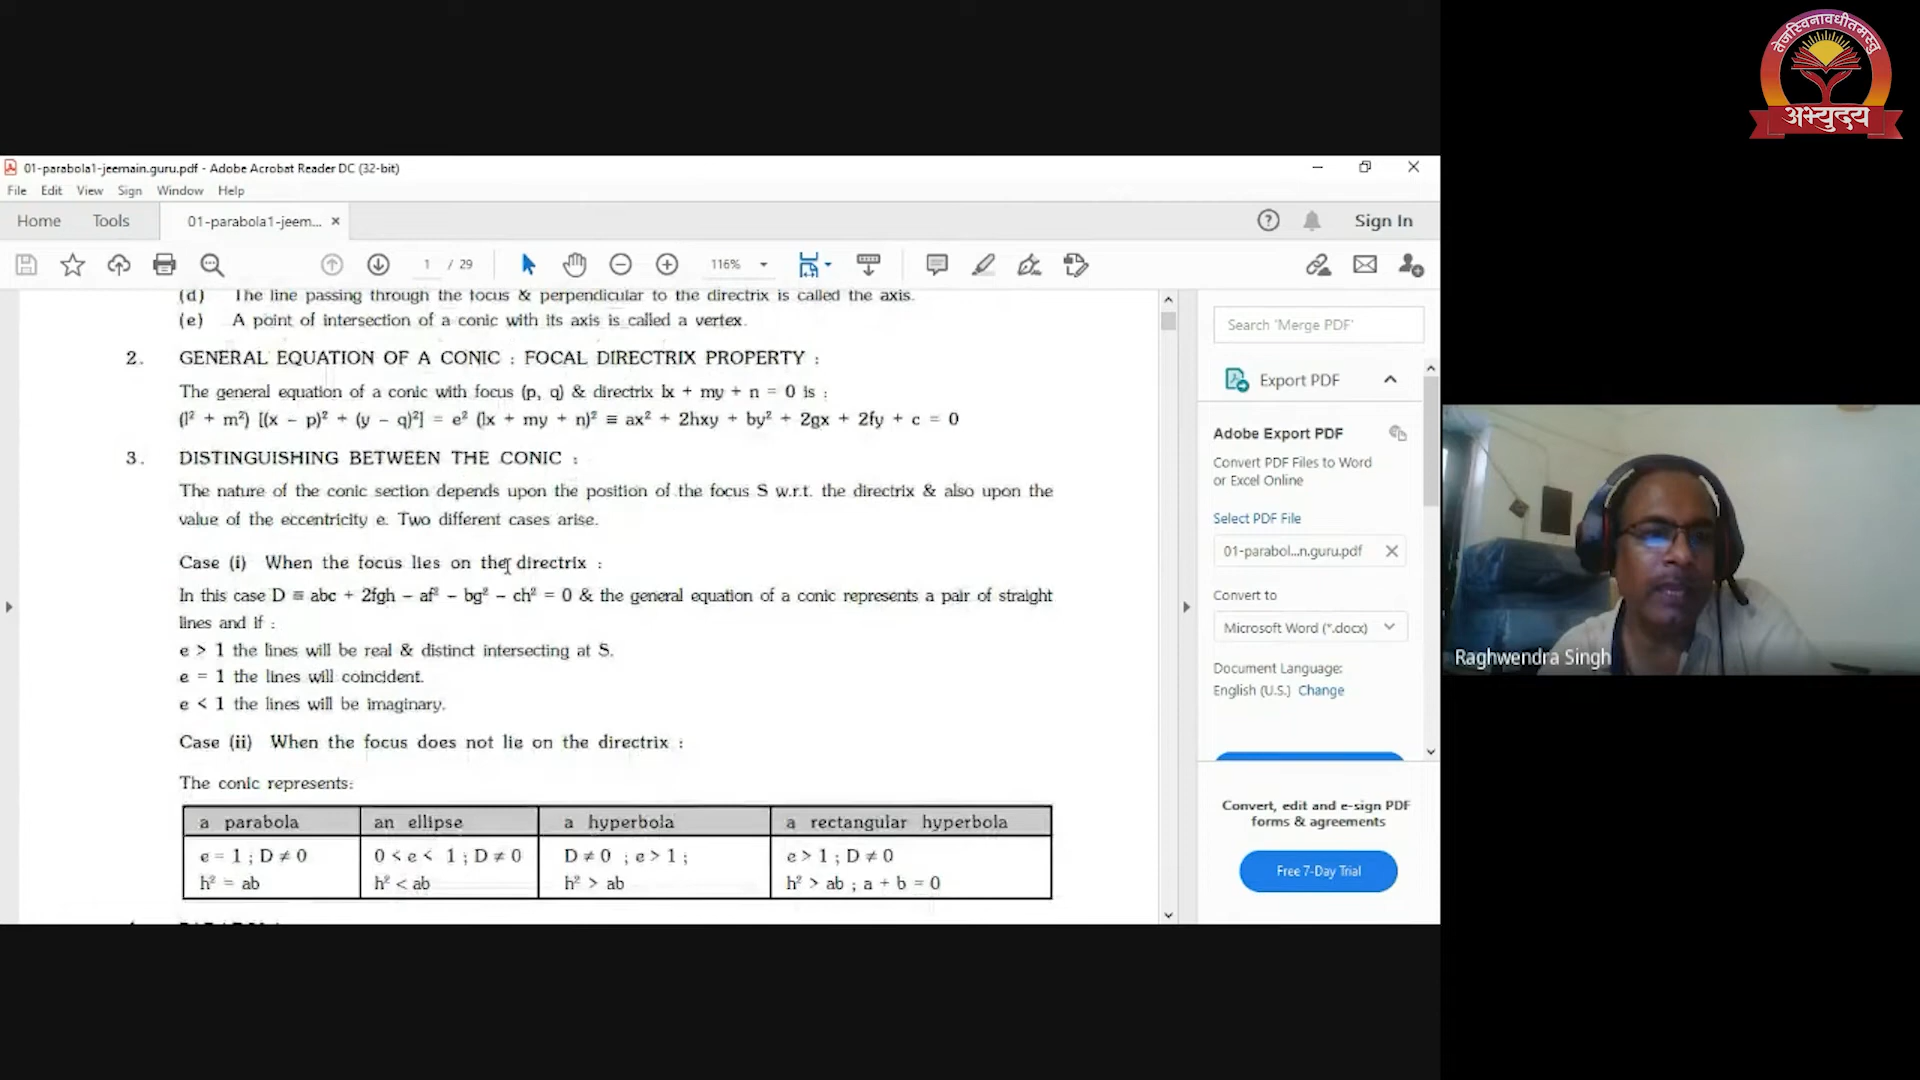 तेजस्विनावधीतमस्तु
अभ्युदय
01-parabola1-jeemain.guru.pdf - Adobe Acrobat Reader DC (32-bit)
File Edit View Sign Window Help
Home Tools 01-parabola1-jeem... × Sign In
1 / 29 116%
(d) The line passing through the focus & perpendicular to the directrix is called the axis.
(e) A point of intersection of a conic with its axis is called a vertex.
2. GENERAL EQUATION OF A CONIC : FOCAL DIRECTRIX PROPERTY :
The general equation of a conic with focus (p, q) & directrix lx + my + n = 0 is :
(l² + m²) [(x – p)² + (y – q)²] = e² (lx + my + n)² ≡ ax² + 2hxy + by² + 2gx + 2fy + c = 0
3. DISTINGUISHING BETWEEN THE CONIC :
The nature of the conic section depends upon the position of the focus S w.r.t. the directrix & also upon the
value of the eccentricity e. Two different cases arise.
Case (i) When the focus lies on the directrix :
In this case D ≡ abc + 2fgh – af² – bg² – ch² = 0 & the general equation of a conic represents a pair of straight
lines and if :
e > 1 the lines will be real & distinct intersecting at S.
e = 1 the lines will coincident.
e < 1 the lines will be imaginary.
Case (ii) When the focus does not lie on the directrix :
The conic represents:
a parabola an ellipse a hyperbola a rectangular hyperbola
e = 1 ; D ≠ 0 0 < e < 1 ; D ≠ 0 D ≠ 0 ; e > 1 ; e > 1 ; D ≠ 0
h² = ab h² < ab h² > ab h² > ab ; a + b = 0
Search 'Merge PDF'
Export PDF
Adobe Export PDF
Convert PDF Files to Word
or Excel Online
Select PDF File
01-parabol...n.guru.pdf
Convert to
Microsoft Word (*.docx)
Document Language:
English (U.S.) Change
Convert, edit and e-sign PDF
forms & agreements
Free 7-Day Trial
Raghwendra Singh